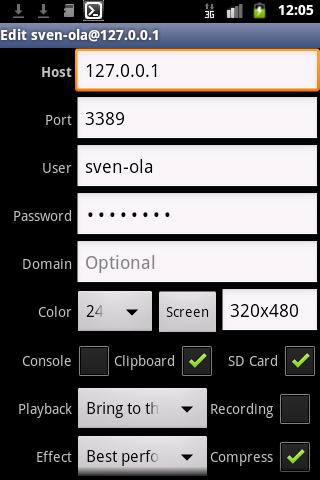 3G 12:05
Edit sven-ola@127.0.0.1
Host 127.0.0.1
Port 3389
User sven-ola
Password ••••••••
Domain Optional
Color 24 Screen 320x480
Console Clipboard SD Card
Playback Bring to th Recording
Effect Best perfo Compress